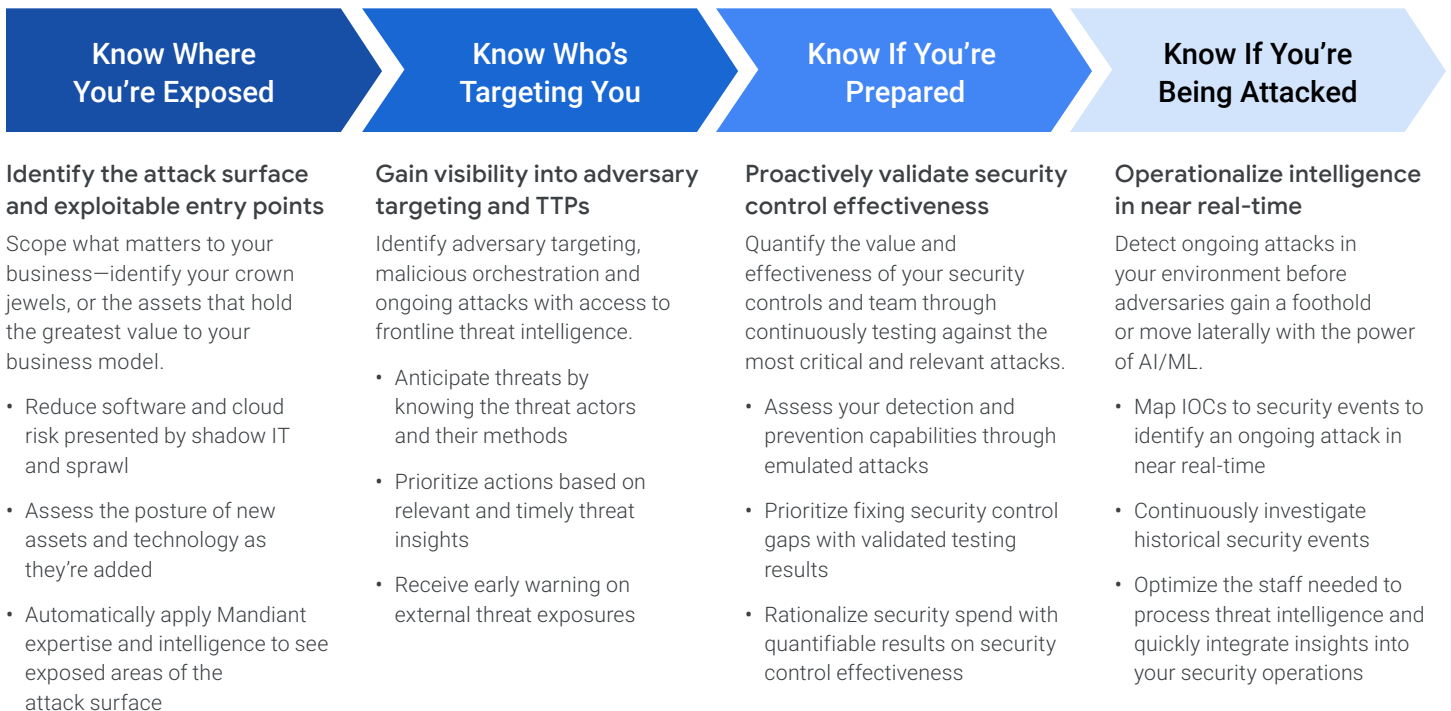 Know Where
You’re Exposed
Know Who’s
Targeting You
Know If You’re
Prepared
Know If You’re
Being Attacked
Identify the attack surface
and exploitable entry points
Scope what matters to your
business—identify your crown
jewels, or the assets that hold
the greatest value to your
business model.
• Reduce software and cloud
risk presented by shadow IT
and sprawl
• Assess the posture of new
assets and technology as
they’re added
• Automatically apply Mandiant
expertise and intelligence to see
exposed areas of the
attack surface
Gain visibility into adversary
targeting and TTPs
Identify adversary targeting,
malicious orchestration and
ongoing attacks with access to
frontline threat intelligence.
• Anticipate threats by
knowing the threat actors
and their methods
• Prioritize actions based on
relevant and timely threat
insights
• Receive early warning on
external threat exposures
Proactively validate security
control effectiveness
Quantify the value and
effectiveness of your security
controls and team through
continuously testing against the
most critical and relevant attacks.
• Assess your detection and
prevention capabilities through
emulated attacks
• Prioritize fixing security control
gaps with validated testing
results
• Rationalize security spend with
quantifiable results on security
control effectiveness
Operationalize intelligence
in near real-time
Detect ongoing attacks in
your environment before
adversaries gain a foothold
or move laterally with the power
of AI/ML.
• Map IOCs to security events to
identify an ongoing attack in
near real-time
• Continuously investigate
historical security events
• Optimize the staff needed to
process threat intelligence and
quickly integrate insights into
your security operations